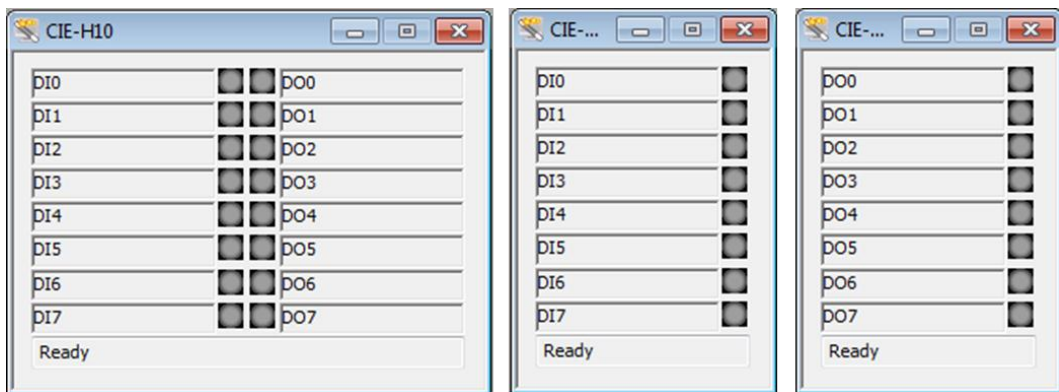 CIE-H10
DI0 DO0
DI1 DO1
DI2 DO2
DI3 DO3
DI4 DO4
DI5 DO5
DI6 DO6
DI7 DO7
Ready
CIE-...
DI0
DI1
DI2
DI3
DI4
DI5
DI6
DI7
Ready
CIE-...
DO0
DO1
DO2
DO3
DO4
DO5
DO6
DO7
Ready